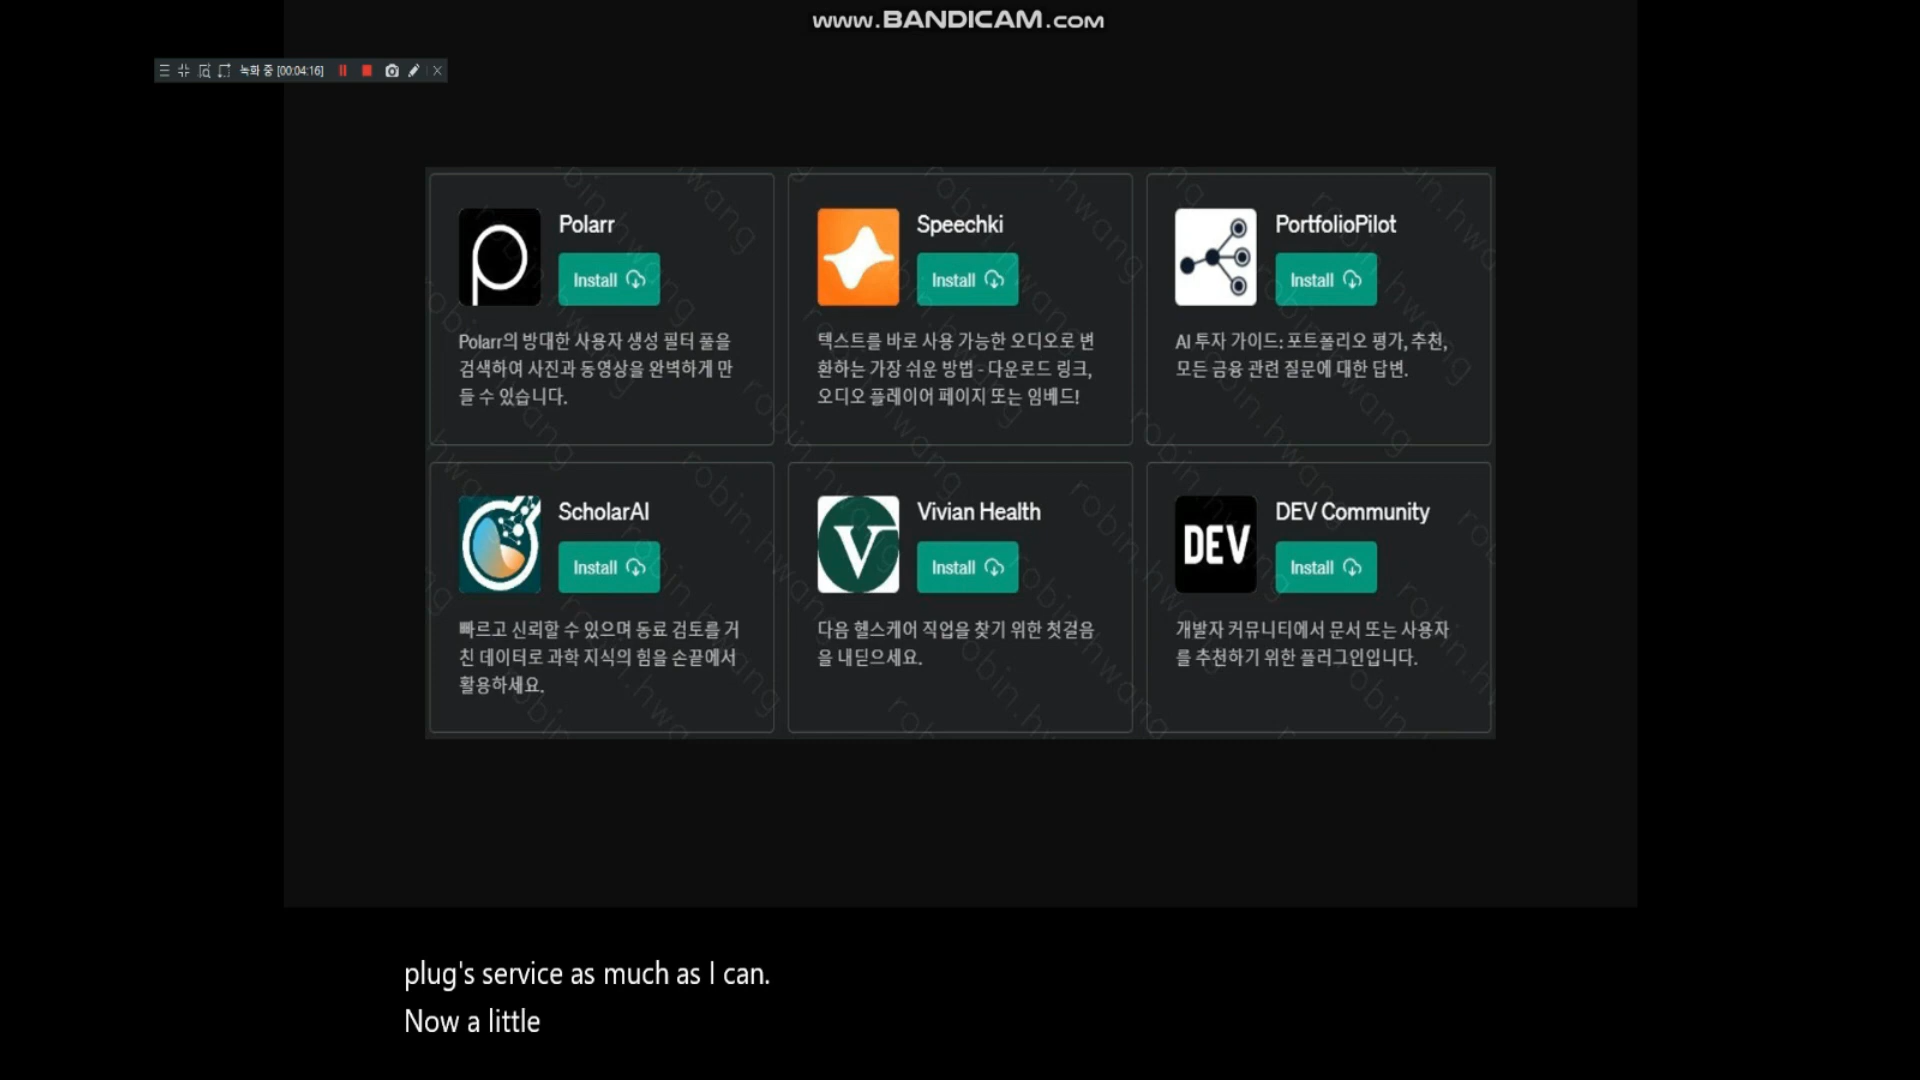 www.BANDICAM.com
녹화 중 [00:04:16]
Polarr
Install
Polarr의 방대한 사용자 생성 필터 풀을
검색하여 사진과 동영상을 완벽하게 만
들 수 있습니다.
Speechki
Install
텍스트를 바로 사용 가능한 오디오로 변
환하는 가장 쉬운 방법 - 다운로드 링크,
오디오 플레이어 페이지 또는 임베드!
PortfolioPilot
Install
AI 투자 가이드: 포트폴리오 평가, 추천,
모든 금융 관련 질문에 대한 답변.
ScholarAI
Install
빠르고 신뢰할 수 있으며 동료 검토를 거
친 데이터로 과학 지식의 힘을 손끝에서
활용하세요.
Vivian Health
Install
다음 헬스케어 직업을 찾기 위한 첫걸음
을 내딛으세요.
DEV
DEV Community
Install
개발자 커뮤니티에서 문서 또는 사용자
를 추천하기 위한 플러그인입니다.
robin.hwang
plug's service as much as I can.
Now a little